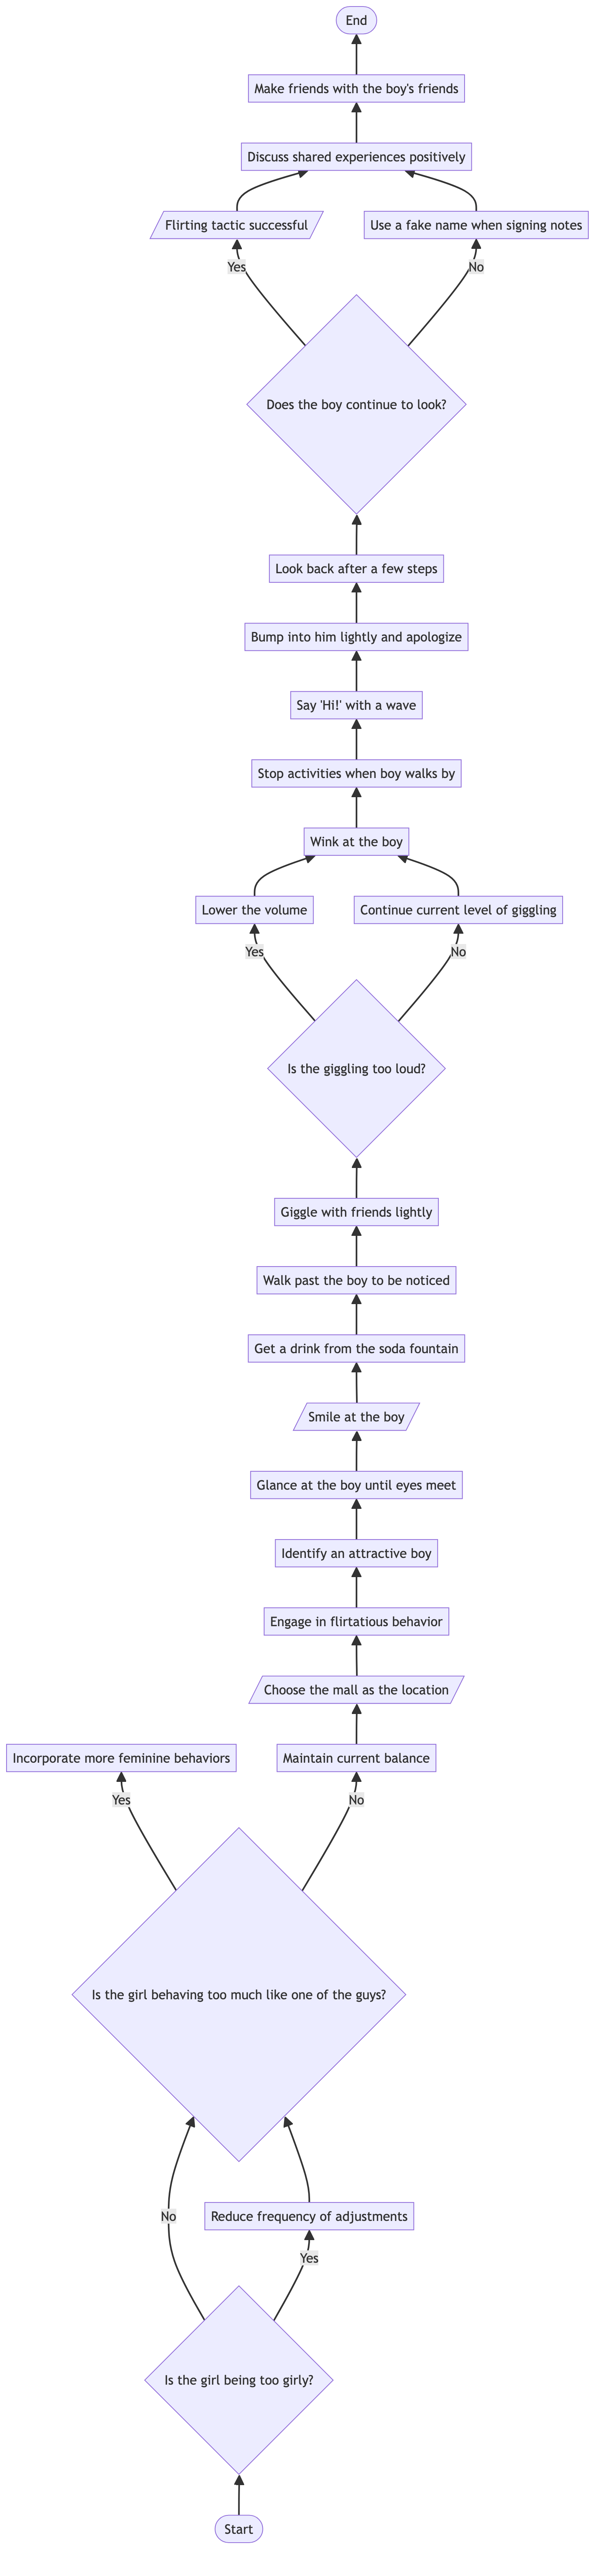 End
Make friends with the boy's friends
Discuss shared experiences positively
Flirting tactic successful
Use a fake name when signing notes
Yes
No
Does the boy continue to look?
Look back after a few steps
Bump into him lightly and apologize
Say 'Hi!' with a wave
Stop activities when boy walks by
Wink at the boy
Lower the volume
Continue current level of giggling
Yes
No
Is the giggling too loud?
Giggle with friends lightly
Walk past the boy to be noticed
Get a drink from the soda fountain
Smile at the boy
Glance at the boy until eyes meet
Identify an attractive boy
Engage in flirtatious behavior
Choose the mall as the location
Incorporate more feminine behaviors
Maintain current balance
Yes
No
Is the girl behaving too much like one of the guys?
No
Reduce frequency of adjustments
Yes
Is the girl being too girly?
Start